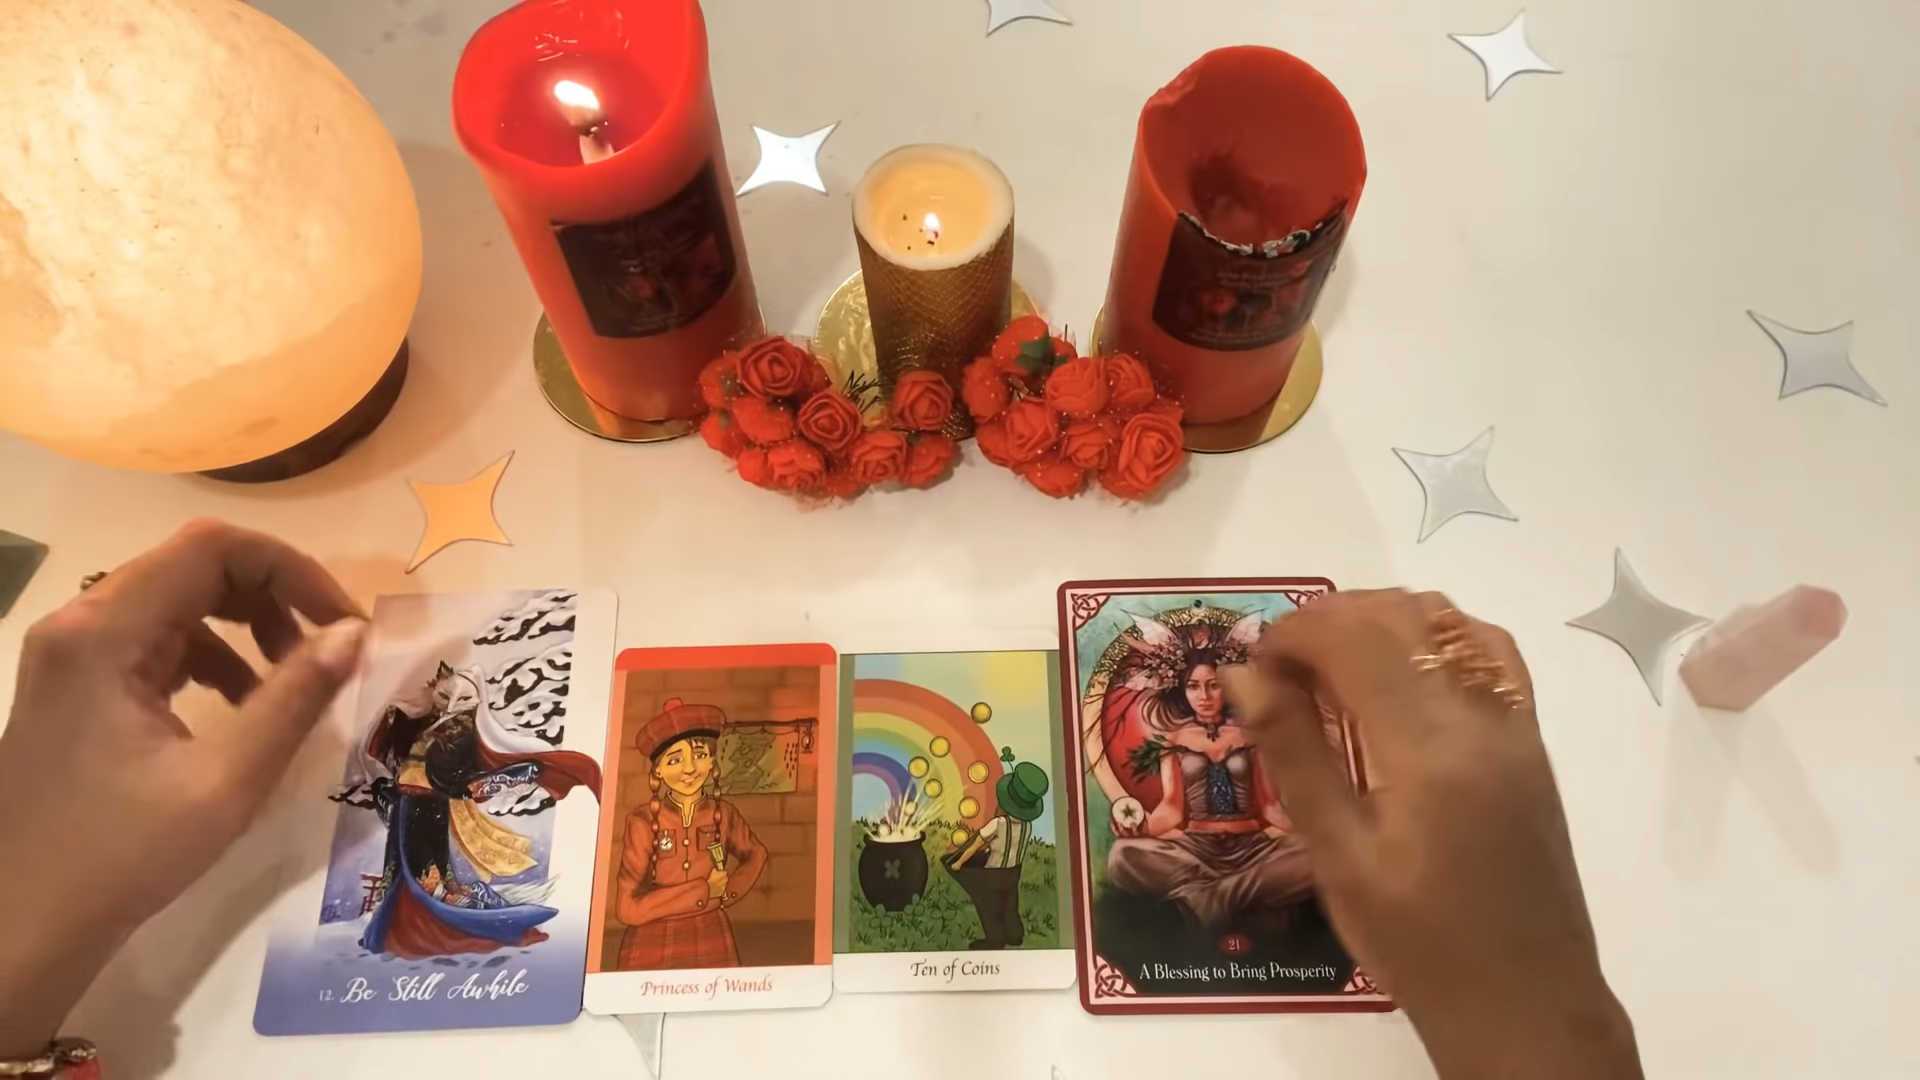 12. Be Still Awhile
Princess of Wands
Ten of Coins
21
A Blessing to Bring Prosperity